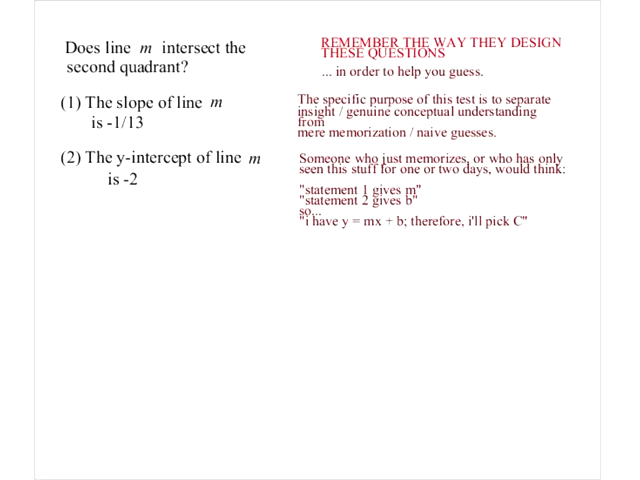 Does line m intersect the
second quadrant?
(1) The slope of line m
is -1/13
(2) The y-intercept of line m
is -2
REMEMBER THE WAY THEY DESIGN
THESE QUESTIONS
... in order to help you guess.
The specific purpose of this test is to separate
insight / genuine conceptual understanding
from
mere memorization / naive guesses.
Someone who just memorizes, or who has only
seen this stuff for one or two days, would think:
"statement 1 gives m"
"statement 2 gives b"
so...
"i have y = mx + b; therefore, i'll pick C"